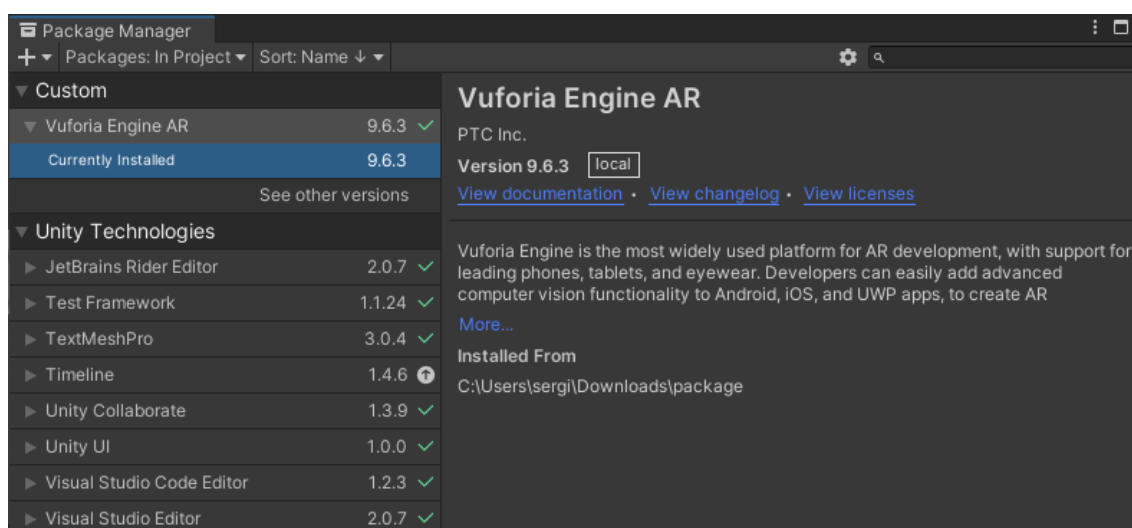 Package Manager
Packages: In Project Sort: Name ↓
Custom
Vuforia Engine AR 9.6.3
Currently Installed 9.6.3
See other versions
Unity Technologies
JetBrains Rider Editor 2.0.7
Test Framework 1.1.24
TextMeshPro 3.0.4
Timeline 1.4.6
Unity Collaborate 1.3.9
Unity UI 1.0.0
Visual Studio Code Editor 1.2.3
Visual Studio Editor 2.0.7
Vuforia Engine AR
PTC Inc.
Version 9.6.3 local
View documentation • View changelog • View licenses
Vuforia Engine is the most widely used platform for AR development, with support for
leading phones, tablets, and eyewear. Developers can easily add advanced
computer vision functionality to Android, iOS, and UWP apps, to create AR
More...
Installed From
C:\Users\sergi\Downloads\package